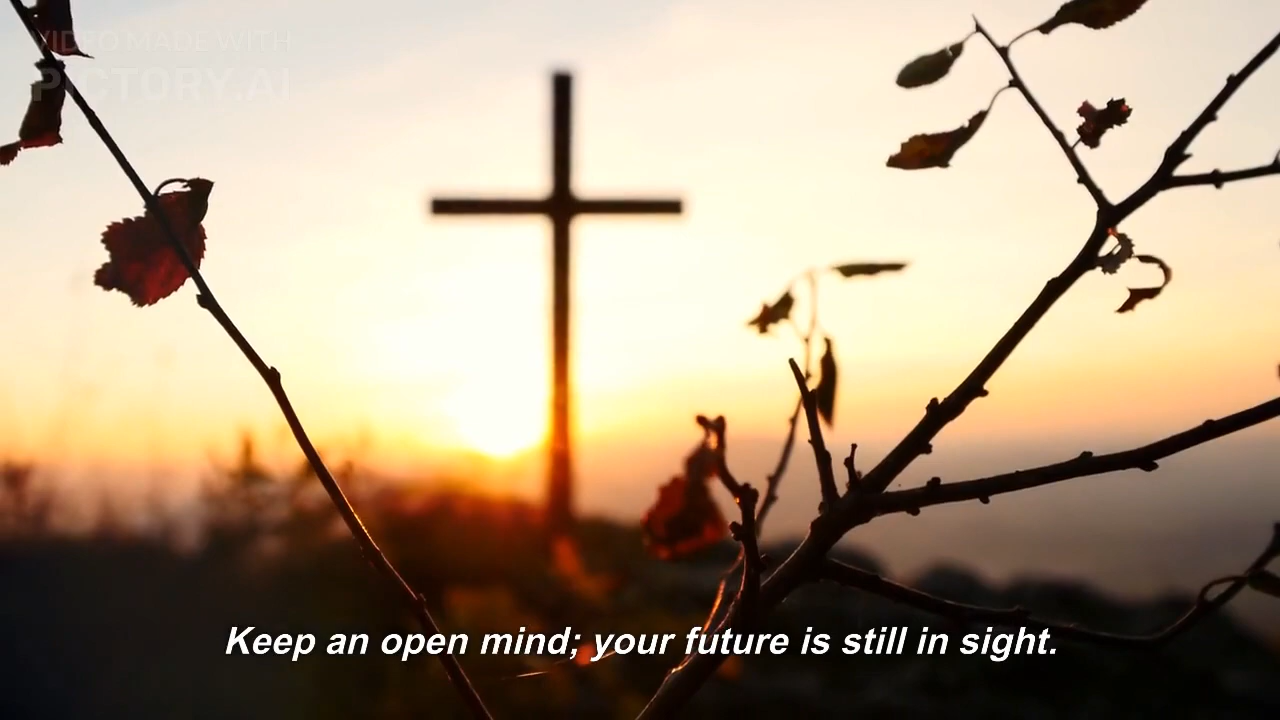 VIDEO MADE WITH
PICTORY.AI
Keep an open mind; your future is still in sight.